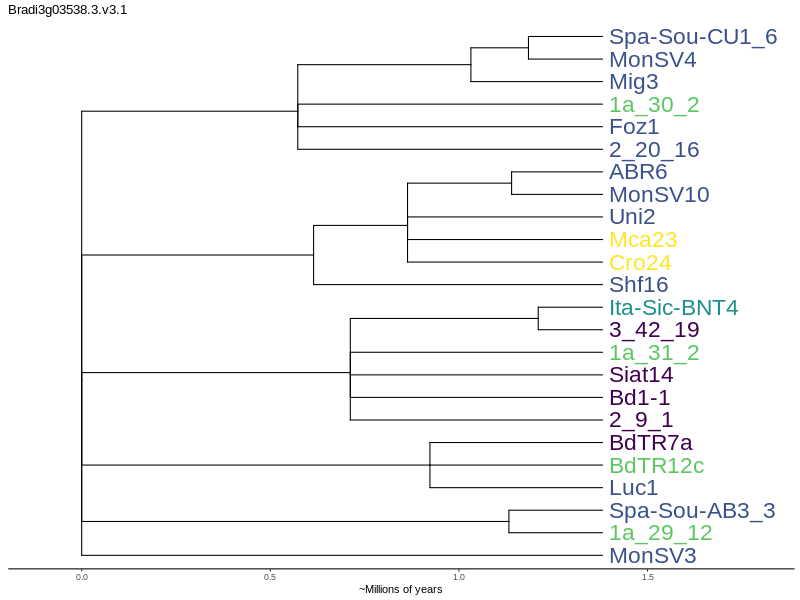 Bradi3g03538.3.v3.1
Spa-Sou-CU1_6
MonSV4
Mig3
1a_30_2
Foz1
2_20_16
ABR6
MonSV10
Uni2
Mca23
Cro24
Shf16
Ita-Sic-BNT4
3_42_19
1a_31_2
Siat14
Bd1-1
2_9_1
BdTR7a
BdTR12c
Luc1
Spa-Sou-AB3_3
1a_29_12
MonSV3
0.0 0.5 1.0 1.5
~Millions of years